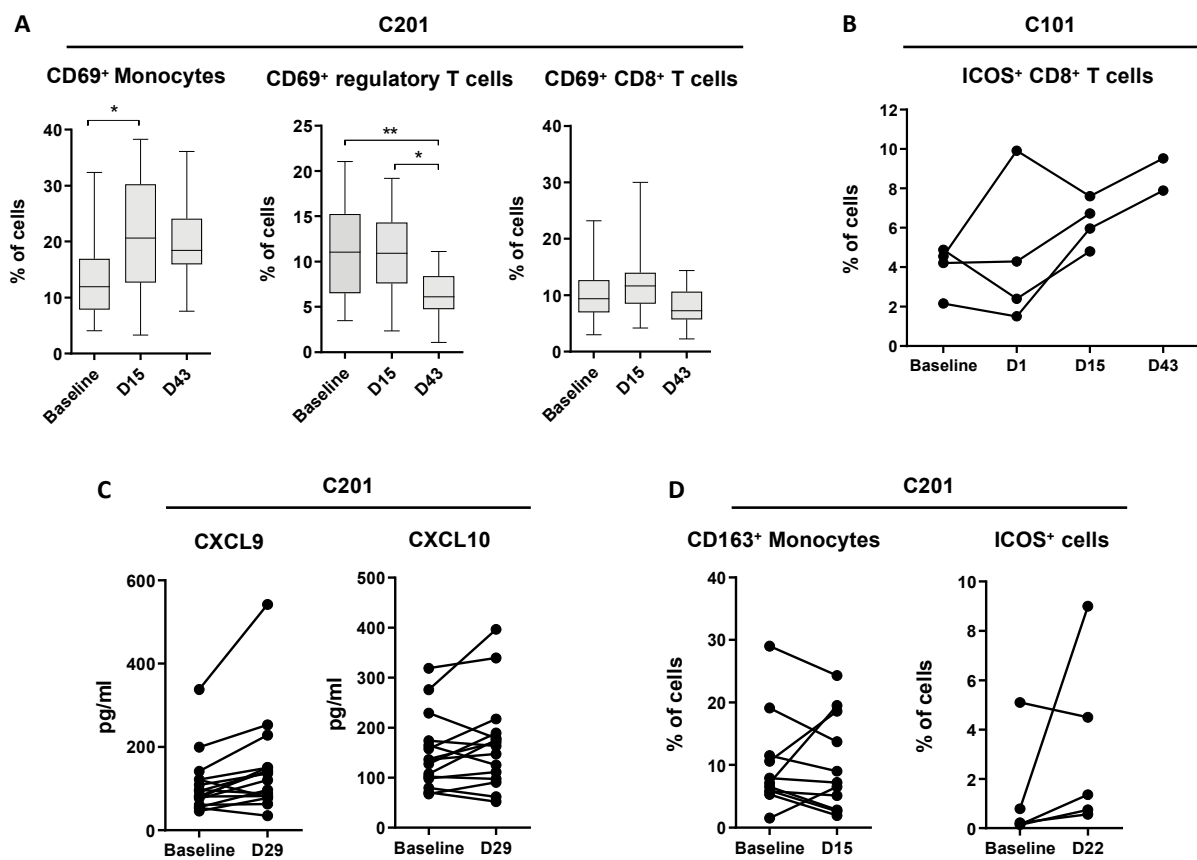 A
C201
CD69⁺ Monocytes
CD69⁺ regulatory T cells
CD69⁺ CD8⁺ T cells
% of cells
40
30
20
10
0
*
Baseline
D15
D43
% of cells
25
20
15
10
5
0
**
*
Baseline
D15
D43
% of cells
40
30
20
10
0
Baseline
D15
D43
B
C101
ICOS⁺ CD8⁺ T cells
% of cells
12
10
8
6
4
2
0
Baseline D1 D15 D43
C
C201
CXCL9
pg/ml
600
400
200
0
Baseline D29
CXCL10
pg/ml
500
400
300
200
100
0
Baseline D29
D
C201
CD163⁺ Monocytes
% of cells
40
30
20
10
0
Baseline D15
ICOS⁺ cells
% of cells
10
8
6
4
2
0
Baseline D22